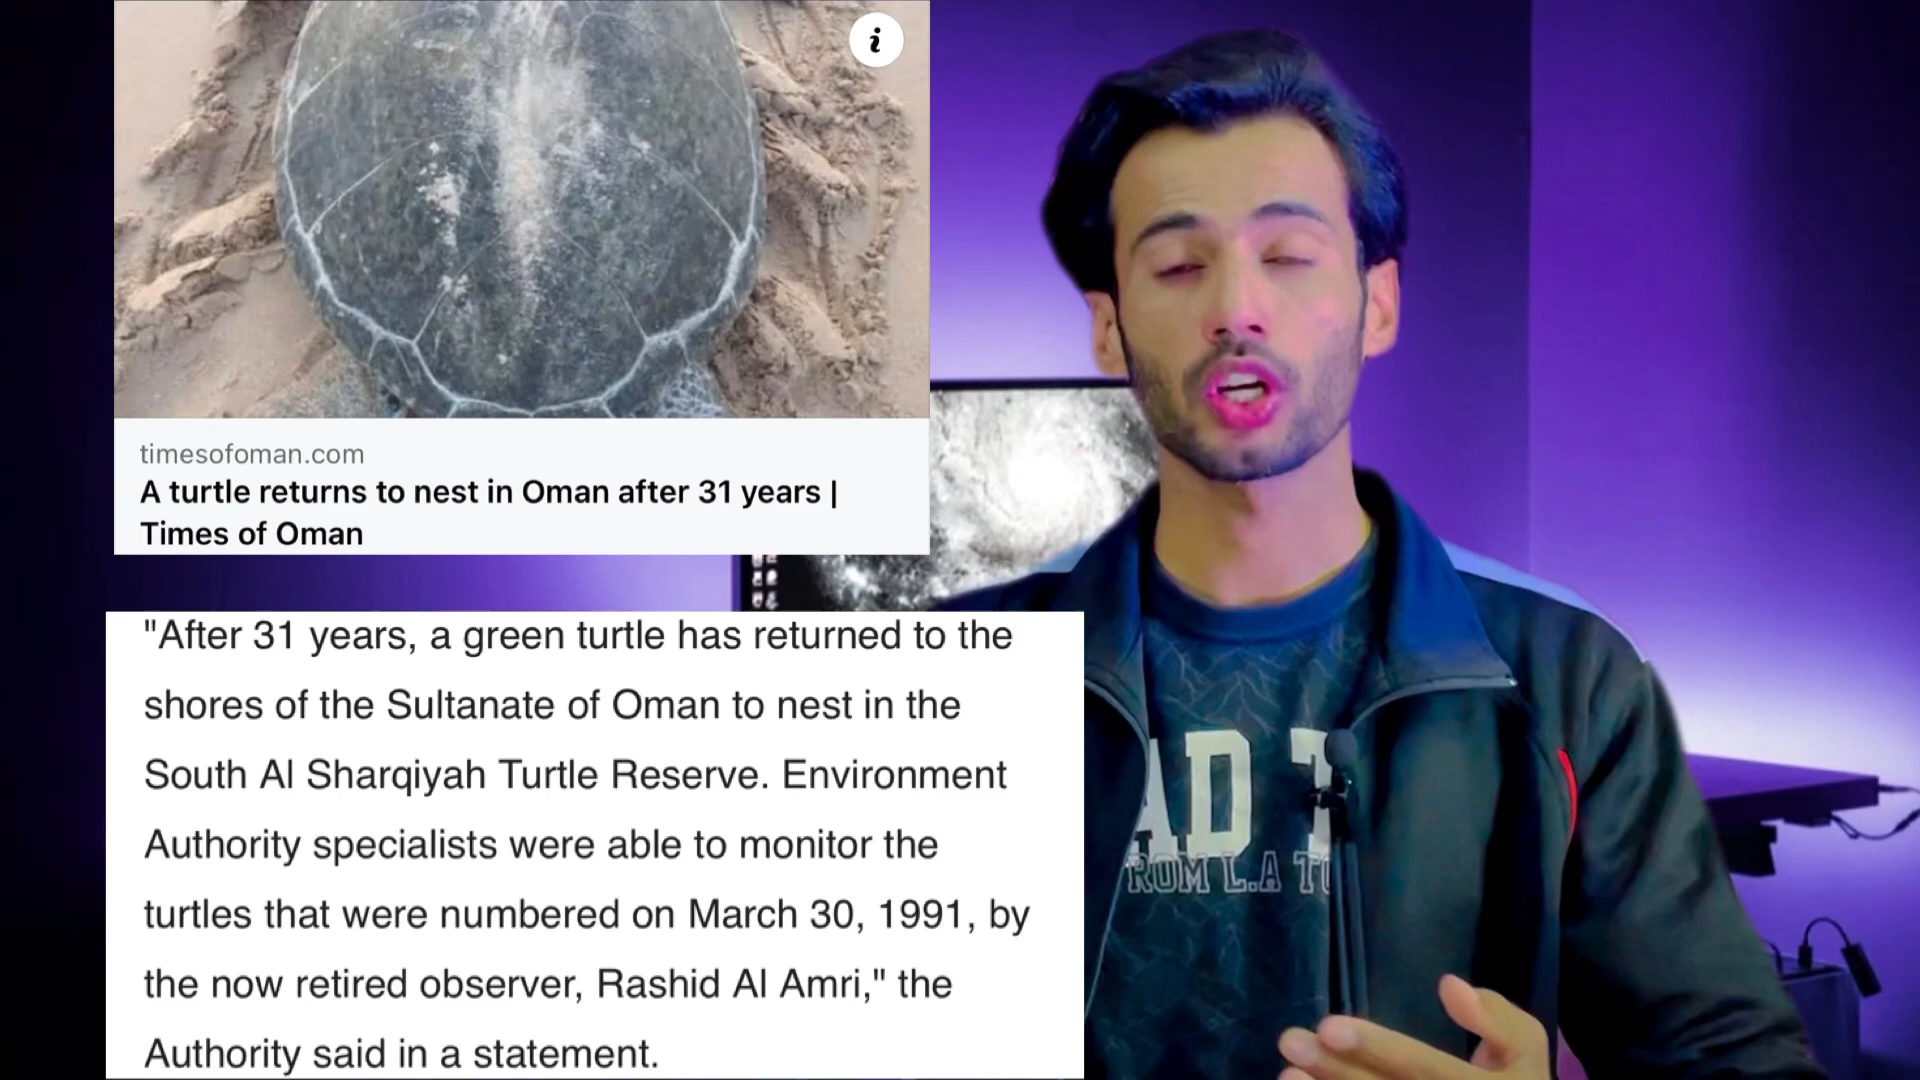 i
timesofoman.com
A turtle returns to nest in Oman after 31 years |
Times of Oman
"After 31 years, a green turtle has returned to the
shores of the Sultanate of Oman to nest in the
South Al Sharqiyah Turtle Reserve. Environment
Authority specialists were able to monitor the
turtles that were numbered on March 30, 1991, by
the now retired observer, Rashid Al Amri," the
Authority said in a statement.
AD T
ROM L.A TO